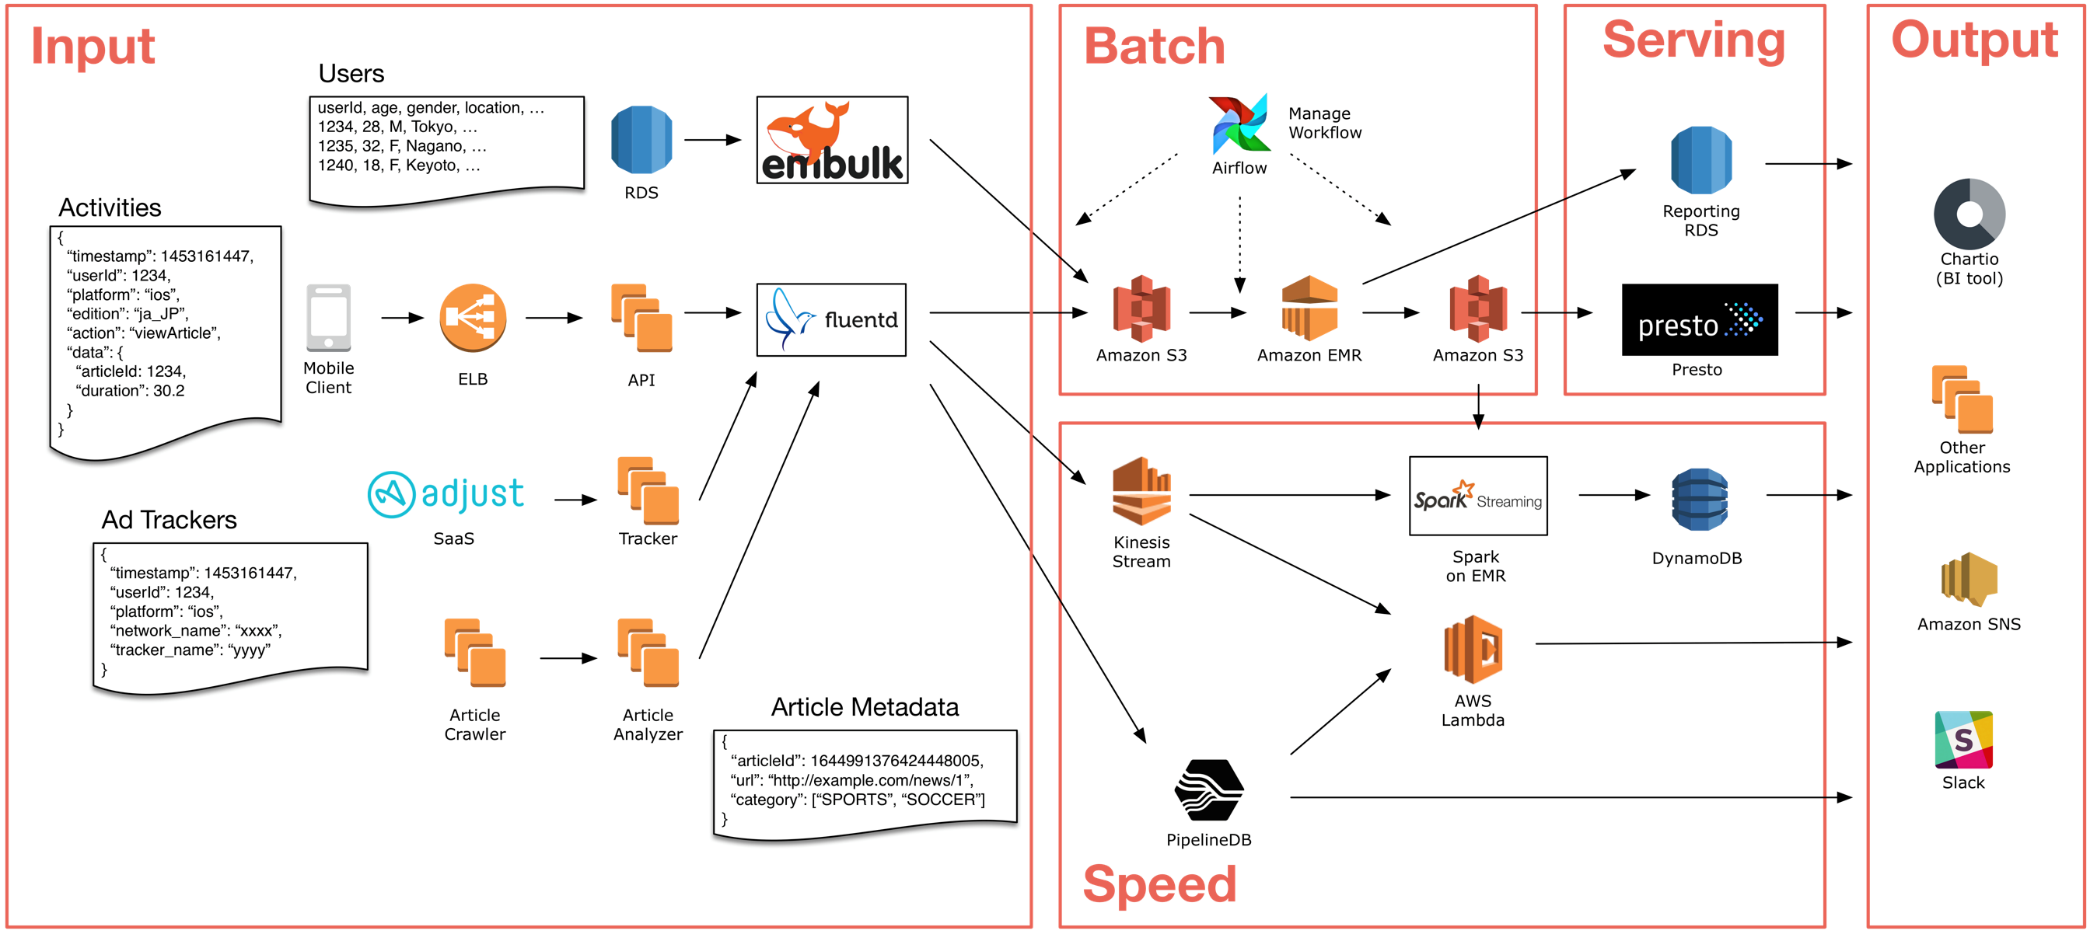 Input
Users
userId, age, gender, location, …
1234, 28, M, Tokyo, …
1235, 32, F, Nagano, …
1240, 18, F, Keyoto, …
RDS
embulk
Activities
{
“timestamp”: 1453161447,
“userId”: 1234,
“platform”: “ios”,
“edition”: “ja_JP”,
“action”: “viewArticle”,
“data”: {
“articleId: 1234,
“duration”: 30.2
}
}
Mobile
Client
ELB
API
fluentd
adjust
SaaS
Tracker
Ad Trackers
{
“timestamp”: 1453161447,
“userId”: 1234,
“platform”: “ios”,
“network_name”: “xxxx”,
“tracker_name”: “yyyy”
}
Article
Crawler
Article
Analyzer
Article Metadata
{
“articleId”: 1644991376424448005,
“url”: “http://example.com/news/1”,
“category”: [“SPORTS”, “SOCCER”]
}
Batch
Airflow
Manage
Workflow
Amazon S3
Amazon EMR
Amazon S3
Serving
Reporting
RDS
presto
Presto
Speed
Kinesis
Stream
Spark Streaming
Spark
on EMR
DynamoDB
AWS
Lambda
PipelineDB
Output
Chartio
(BI tool)
Other
Applications
Amazon SNS
S
Slack